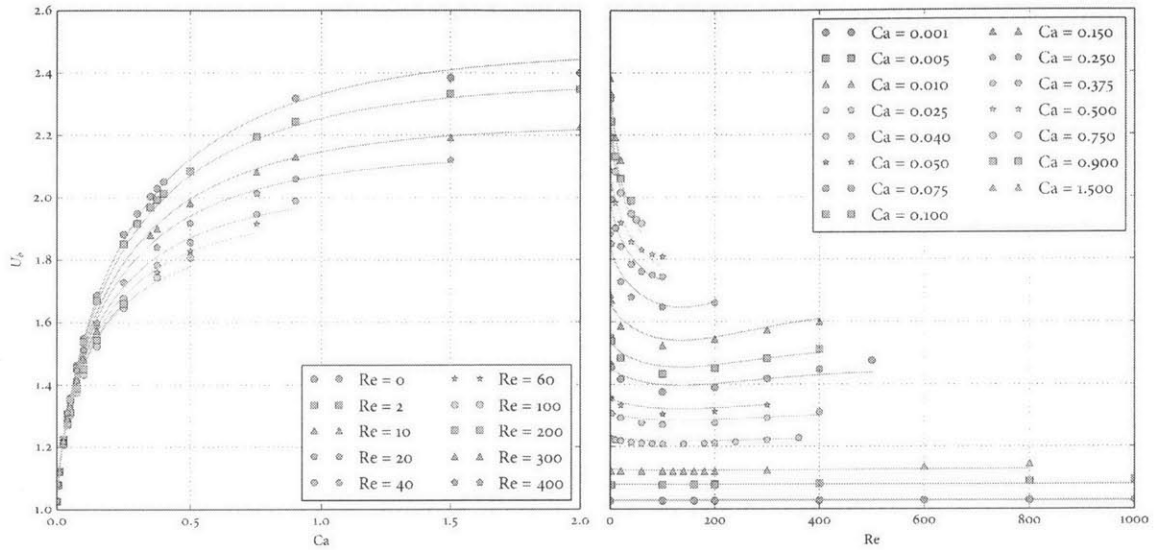 2.6
2.4
2.2
2.0
1.8
1.6
1.4
1.2
1.0
0.0
0.5
1.0
1.5
2.0
Ca
Re = 0
Re = 60
Re = 2
Re = 100
Re = 10
Re = 200
Re = 20
Re = 300
Re = 40
Re = 400
Ca = 0.001
Ca = 0.150
Ca = 0.005
Ca = 0.250
Ca = 0.010
Ca = 0.375
Ca = 0.025
Ca = 0.500
Ca = 0.040
Ca = 0.750
Ca = 0.050
Ca = 0.900
Ca = 0.075
Ca = 1.500
Ca = 0.100
0
200
400
600
800
1000
Re